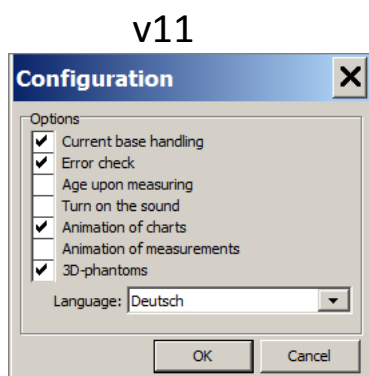 v11
Configuration
Options
Current base handling
Error check
Age upon measuring
Turn on the sound
Animation of charts
Animation of measurements
3D-phantoms
Language: Deutsch
OK Cancel